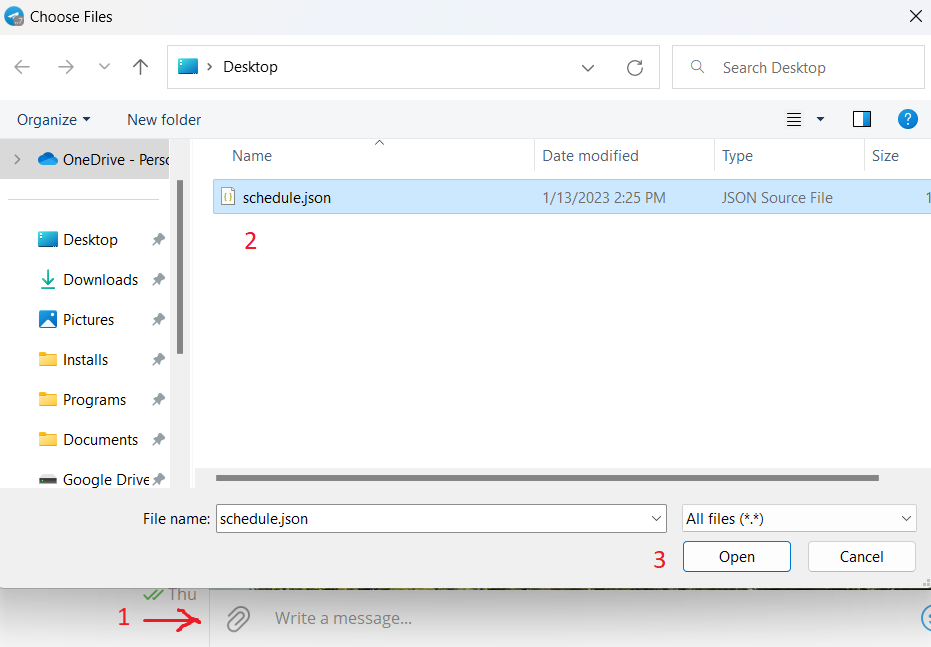 Choose Files
Desktop
Search Desktop
Organize
New folder
?
OneDrive - Perso
Name
Date modified
Type
Size
schedule.json
1/13/2023 2:25 PM
JSON Source File
1
2
Desktop
Downloads
Pictures
Installs
Programs
Documents
Google Drive
File name:
schedule.json
All files (*.*)
3
Open
Cancel
Thu
1
Write a message...